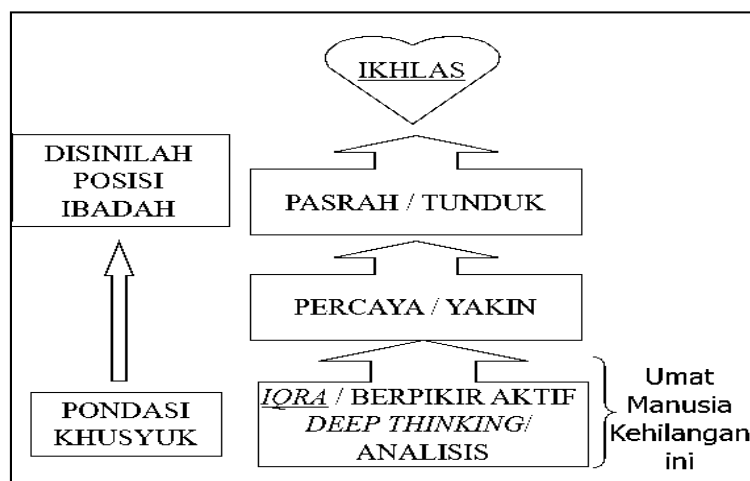 IKHLAS
DISINILAH
POSISI
IBADAH
PASRAH / TUNDUK
PERCAYA / YAKIN
PONDASI
KHUSYUK
IQRA / BERPIKIR AKTIF
DEEP THINKING/
ANALISIS
Umat
Manusia
Kehilangan
ini